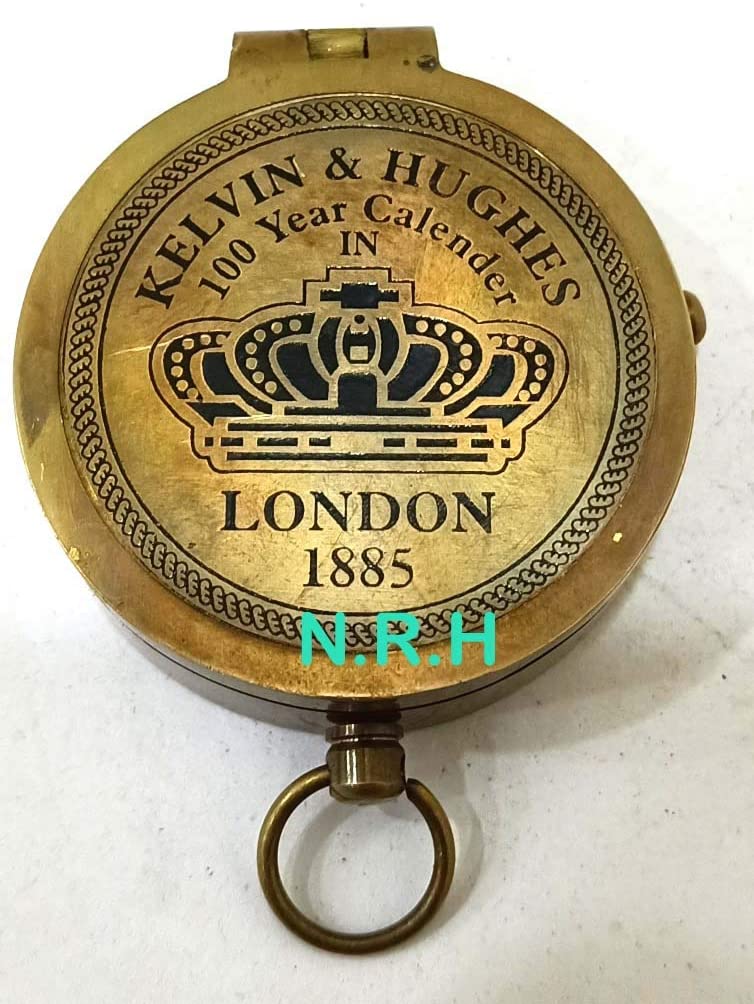 KELVIN & HUGHES
100 Year Calender
IN
LONDON
1885
N.R.H